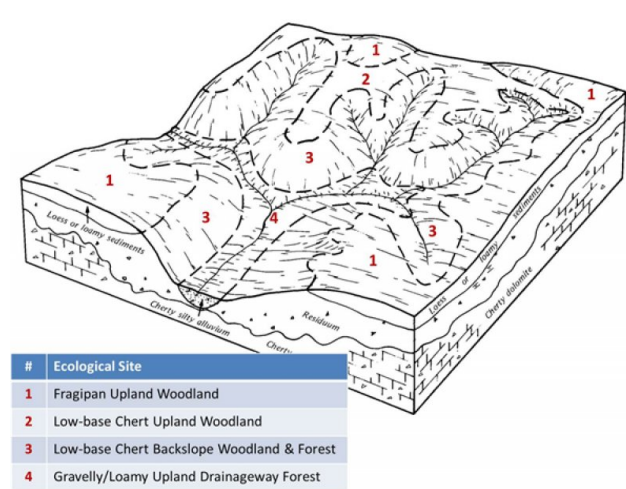 1
2
1
3
1
3
4
3
1
Loess or loamy sediments
Cherty silty alluvium
Residuum
Cherty
Loess or loamy sediments
Cherty dolomite
# Ecological Site
1 Fragipan Upland Woodland
2 Low-base Chert Upland Woodland
3 Low-base Chert Backslope Woodland & Forest
4 Gravelly/Loamy Upland Drainageway Forest